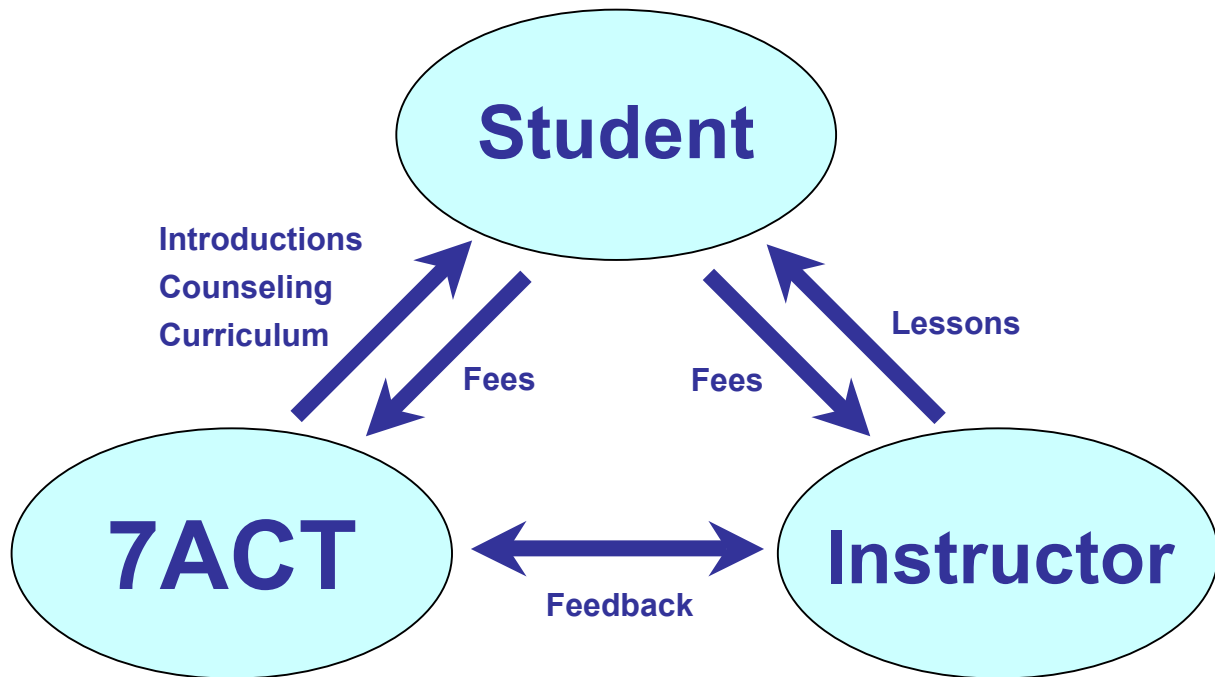 Student
Introductions
Counseling
Curriculum
Lessons
Fees
Fees
7ACT
Instructor
Feedback